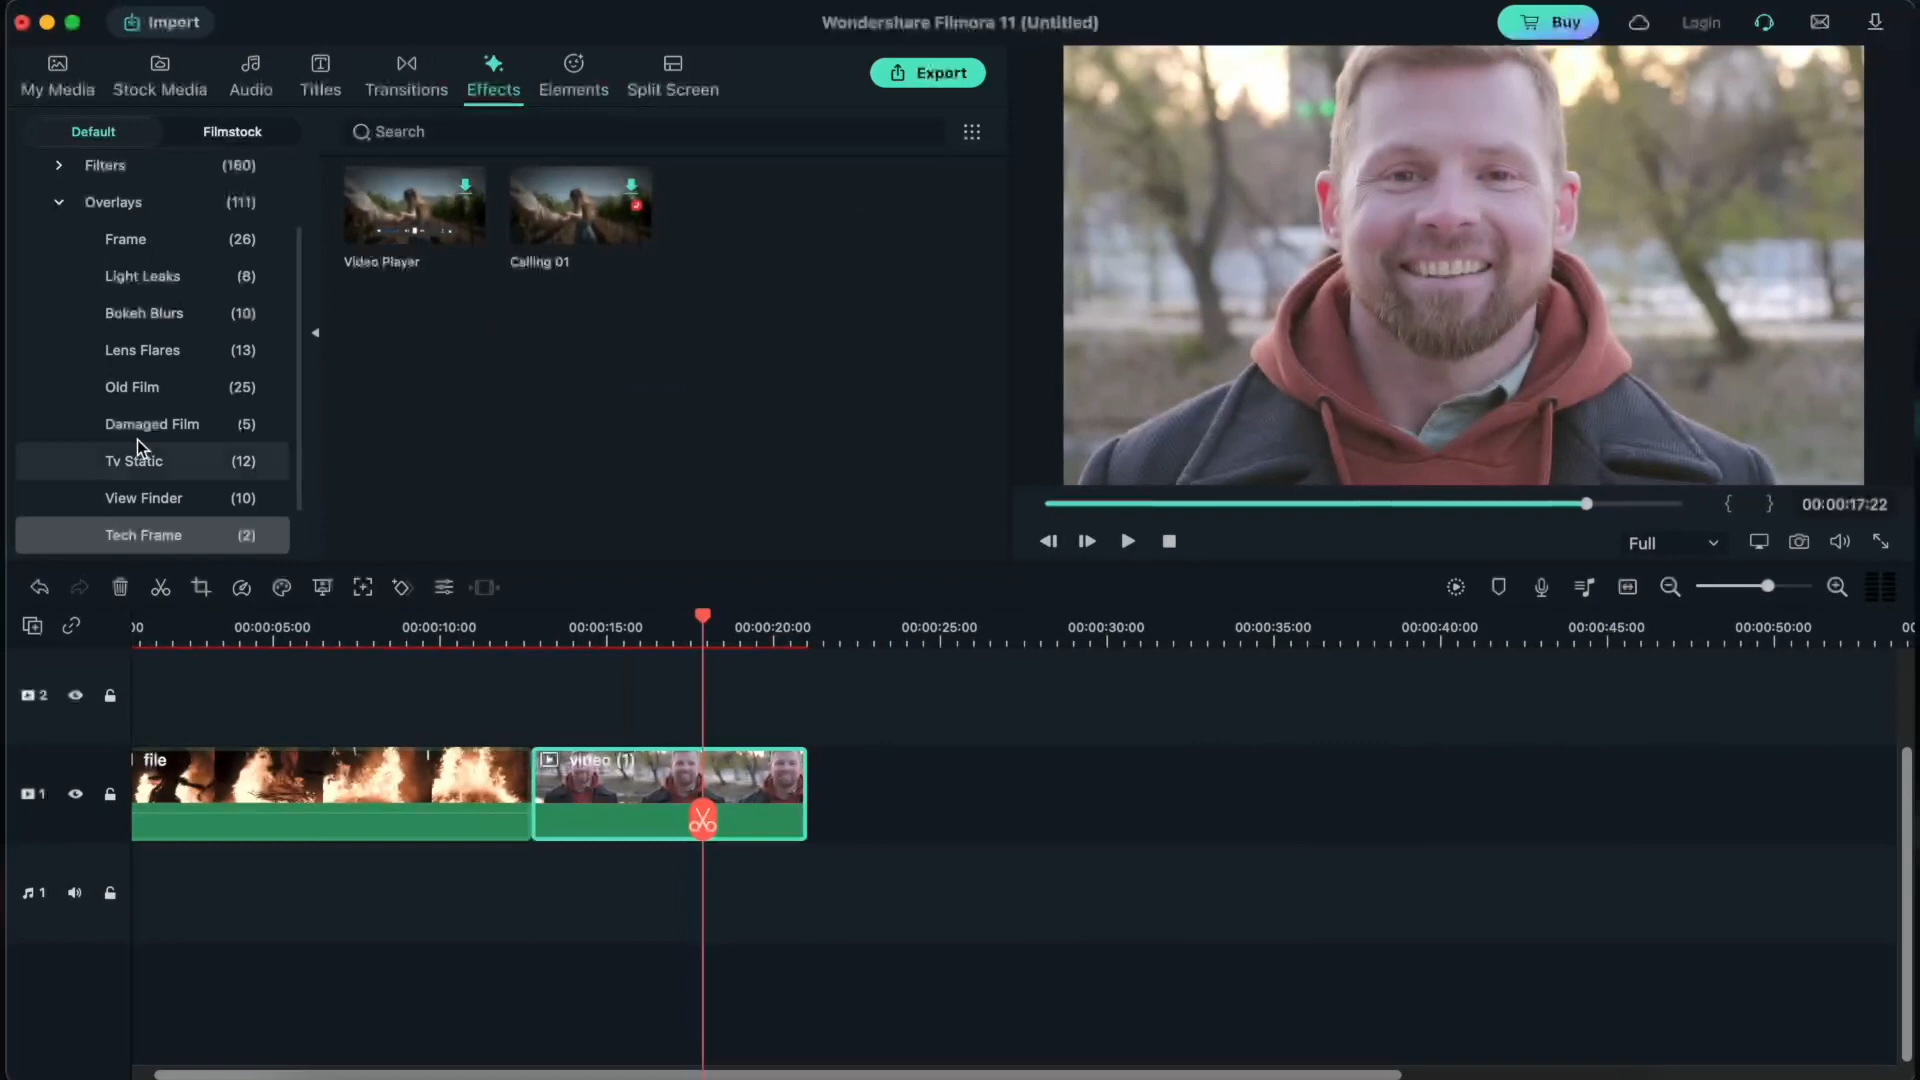 Import
Wondershare Filmora 11 (Untitled)
Buy
Login
My Media
Stock Media
Audio
Titles
Transitions
Effects
Elements
Split Screen
Export
Default
Filmstock
Search
Filters (160)
Overlays (111)
Frame (26)
Light Leaks (8)
Bokeh Blurs (10)
Lens Flares (13)
Old Film (25)
Damaged Film (5)
Tv Static (12)
View Finder (10)
Tech Frame (2)
Video Player
Calling 01
{ } 00:00:17:22
Full
00 00:00:05:00 00:00:10:00 00:00:15:00 00:00:20:00 00:00:25:00 00:00:30:00 00:00:35:00 00:00:40:00 00:00:45:00 00:00:50:00 00
2
file
video (1)
1
1